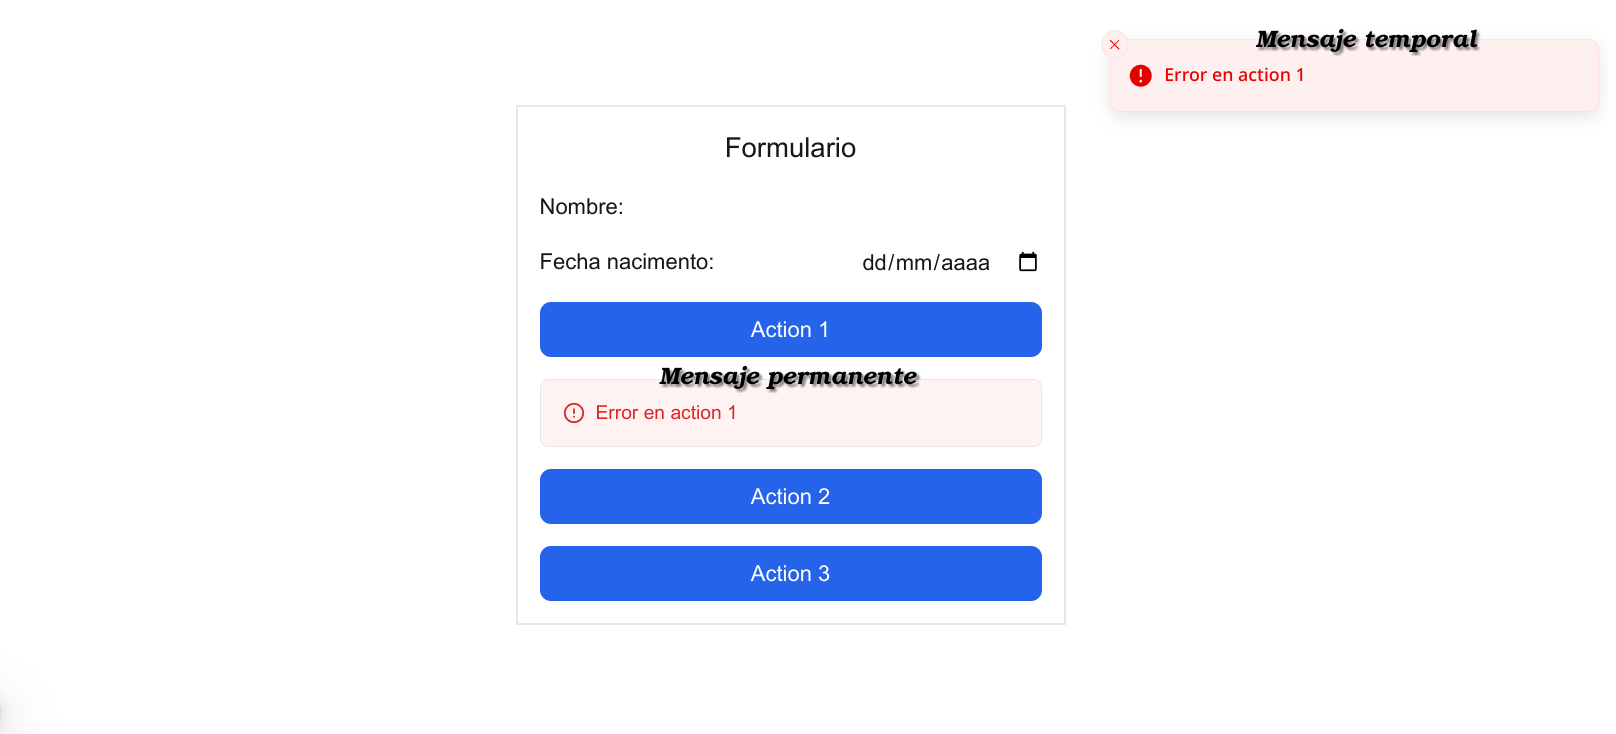 Mensaje temporal
Error en action 1
Formulario
Nombre:
Fecha nacimento:
dd/mm/aaaa
Action 1
Mensaje permanente
Error en action 1
Action 2
Action 3